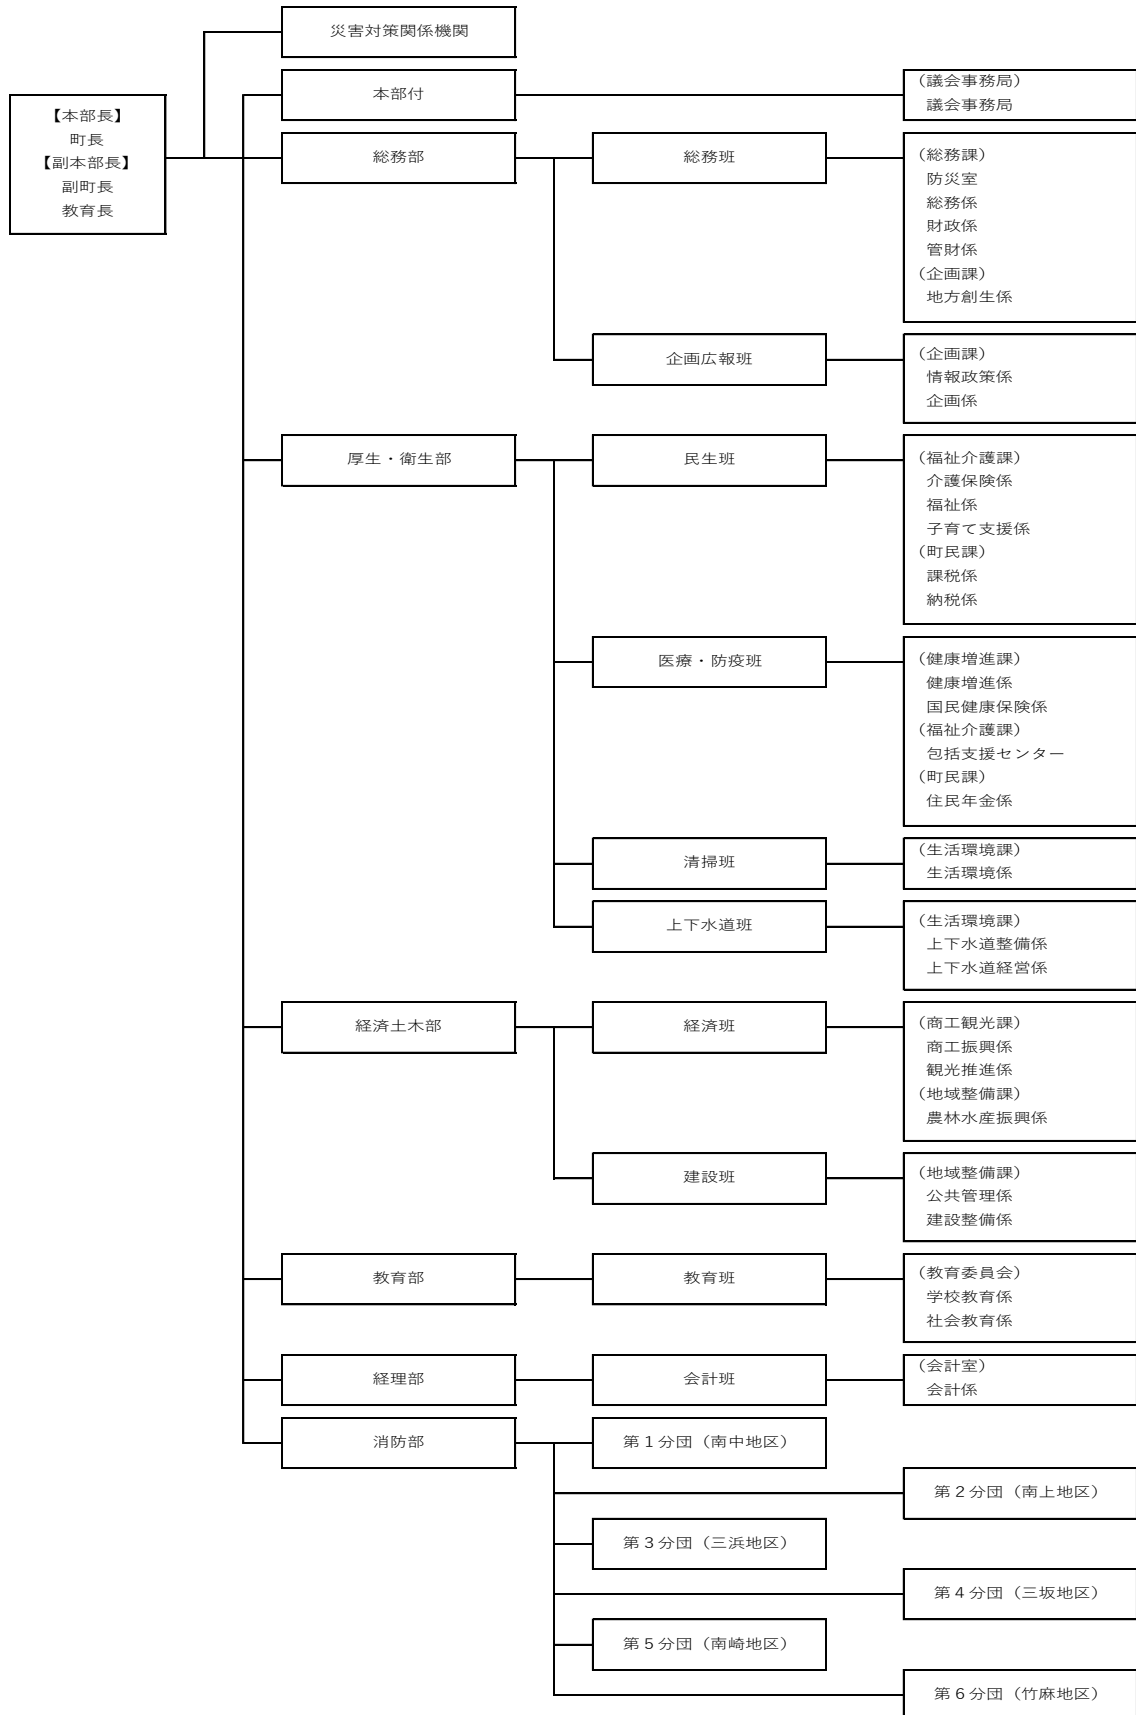 災害対策関係機関
本部付
(議会事務局)
議会事務局
【本部長】
町長
【副本部長】
副町長
教育長
総務部
総務班
(総務課)
防災室
総務係
財政係
管財係
(企画課)
地方創生係
企画広報班
(企画課)
情報政策係
企画係
厚生・衛生部
民生班
(福祉介護課)
介護保険係
福祉係
子育て支援係
(町民課)
課税係
納税係
医療・防疫班
(健康増進課)
健康増進係
国民健康保険係
(福祉介護課)
包括支援センター
(町民課)
住民年金係
清掃班
(生活環境課)
生活環境係
上下水道班
(生活環境課)
上下水道整備係
上下水道経営係
経済土木部
経済班
(商工観光課)
商工振興係
観光推進係
(地域整備課)
農林水産振興係
建設班
(地域整備課)
公共管理係
建設整備係
教育部
教育班
(教育委員会)
学校教育係
社会教育係
経理部
会計班
(会計室)
会計係
消防部
第1分団(南中地区)
第2分団(南上地区)
第3分団(三浜地区)
第4分団(三坂地区)
第5分団(南崎地区)
第6分団(竹麻地区)